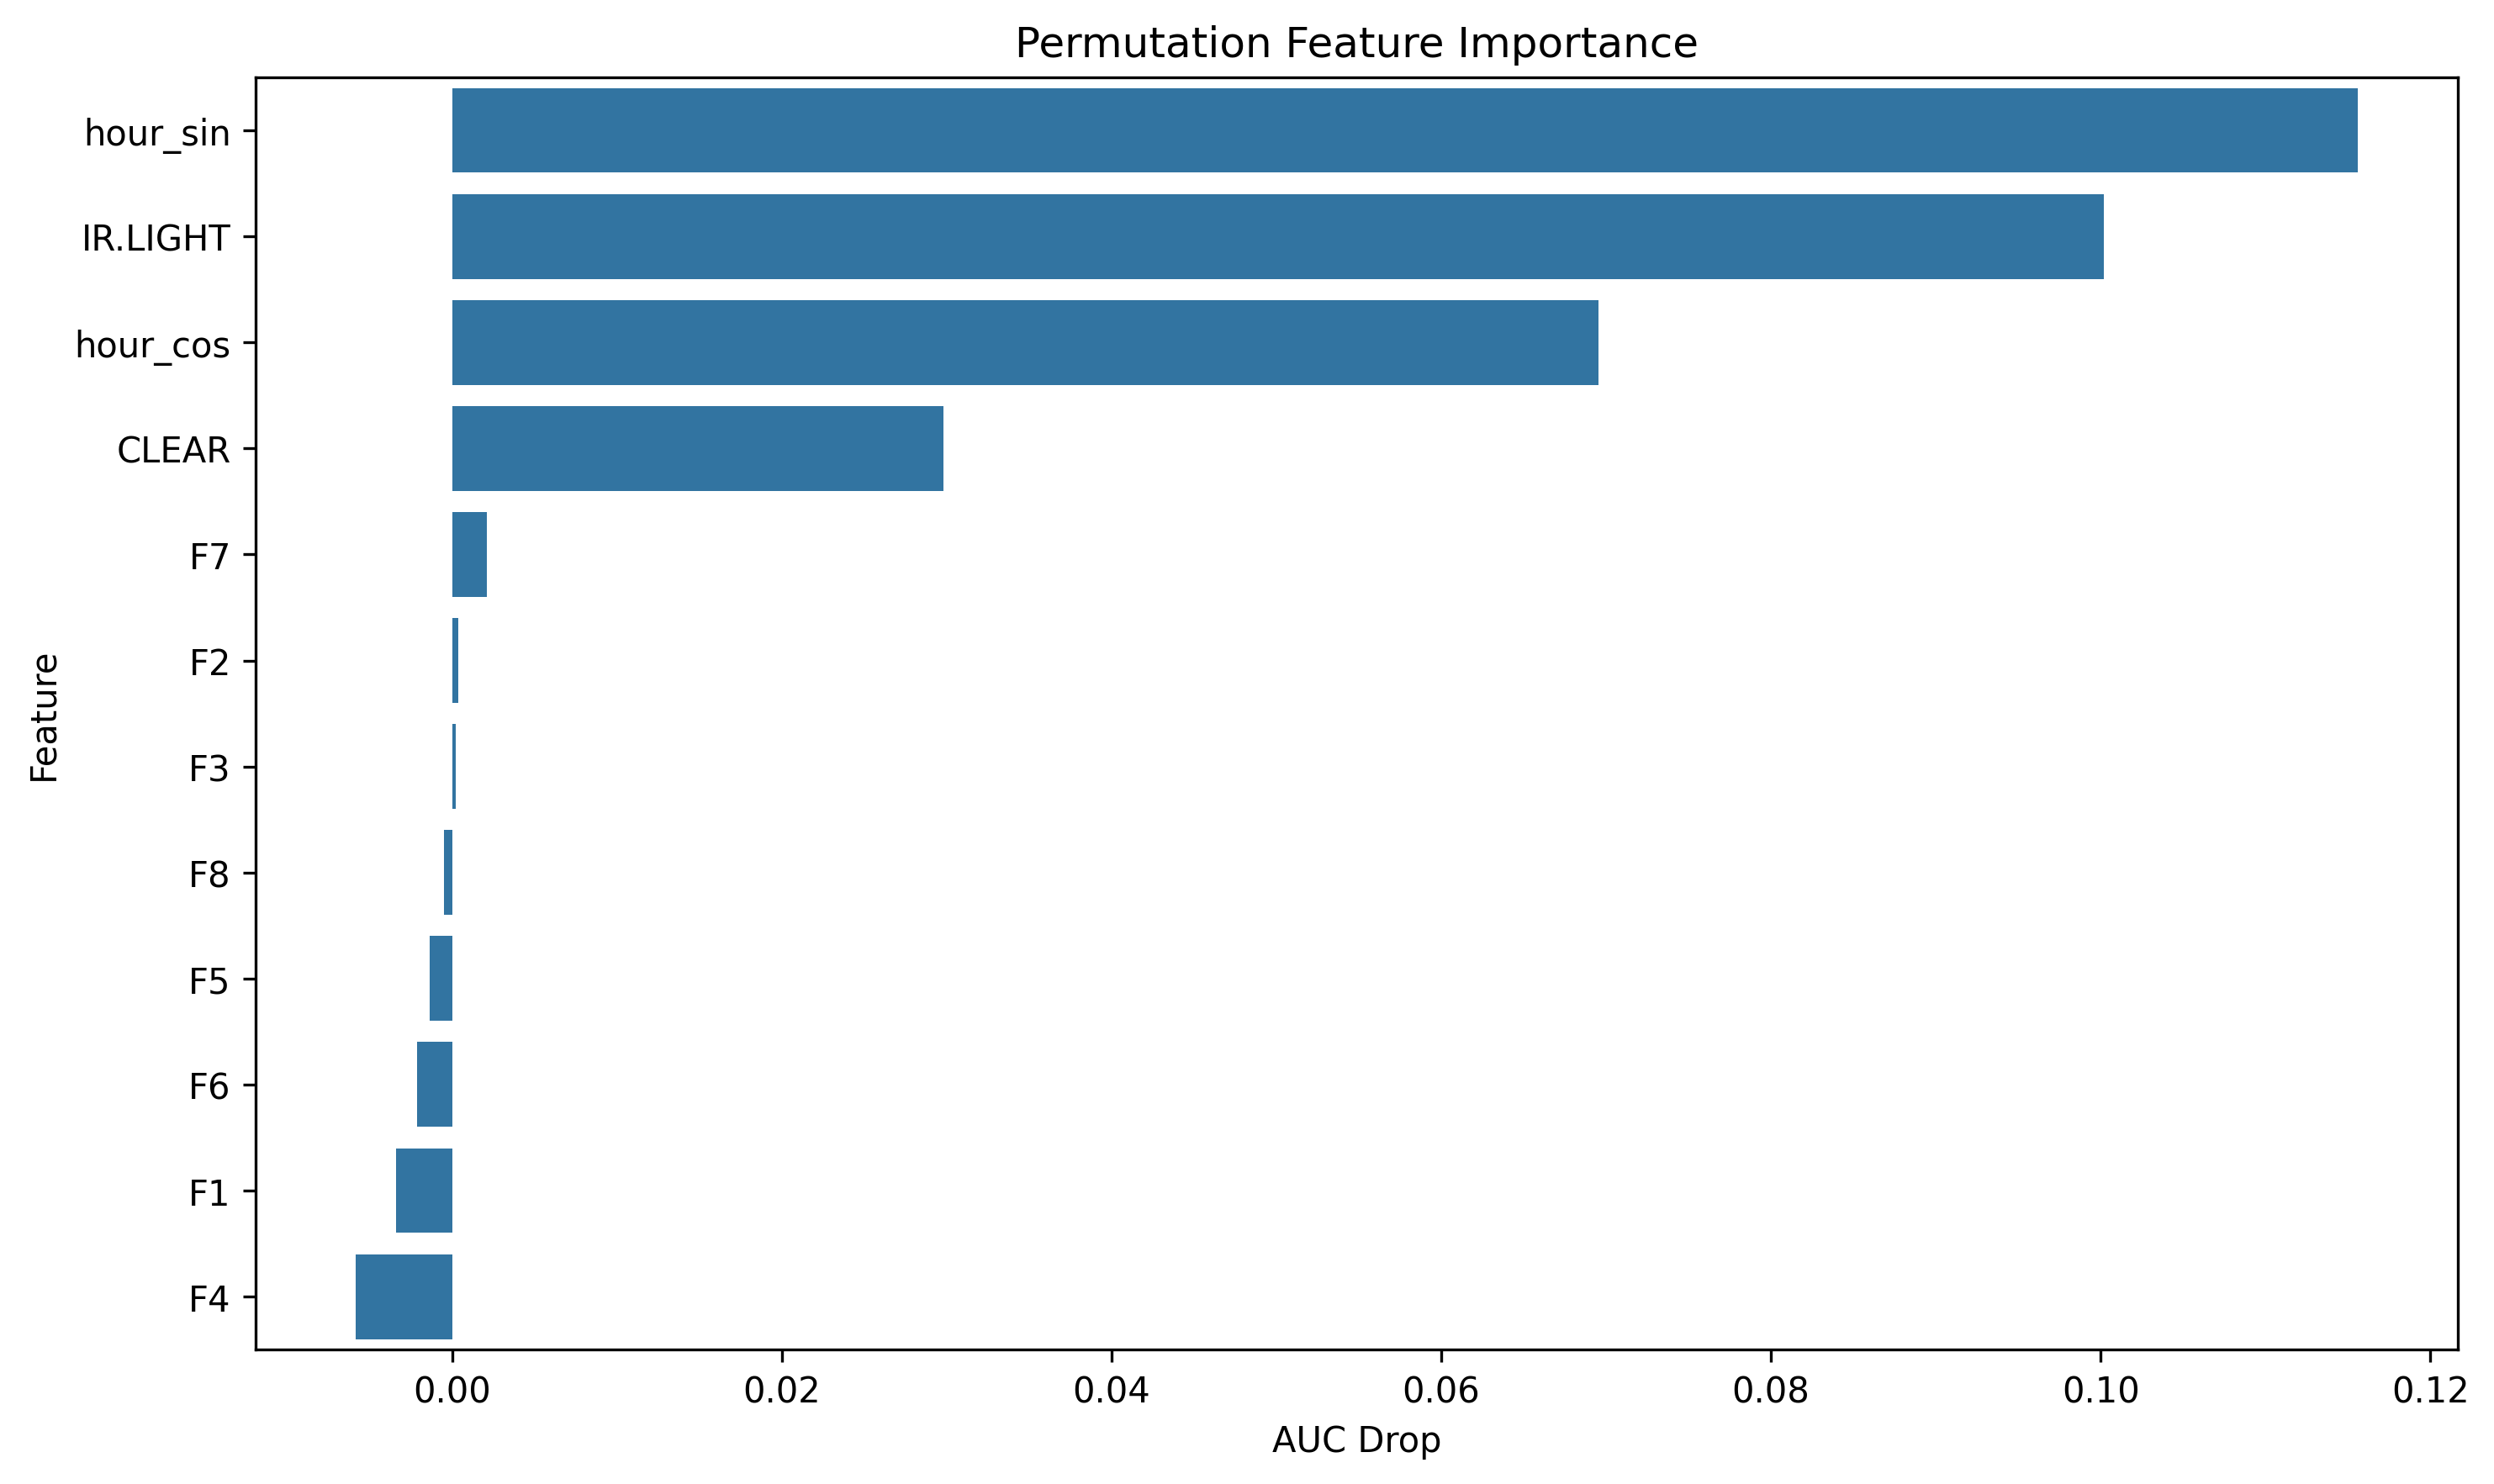 Permutation Feature Importance
hour_sin
IR.LIGHT
hour_cos
CLEAR
F7
F2
F3
F8
F5
F6
F1
F4
Feature
0.00 0.02 0.04 0.06 0.08 0.10 0.12
AUC Drop